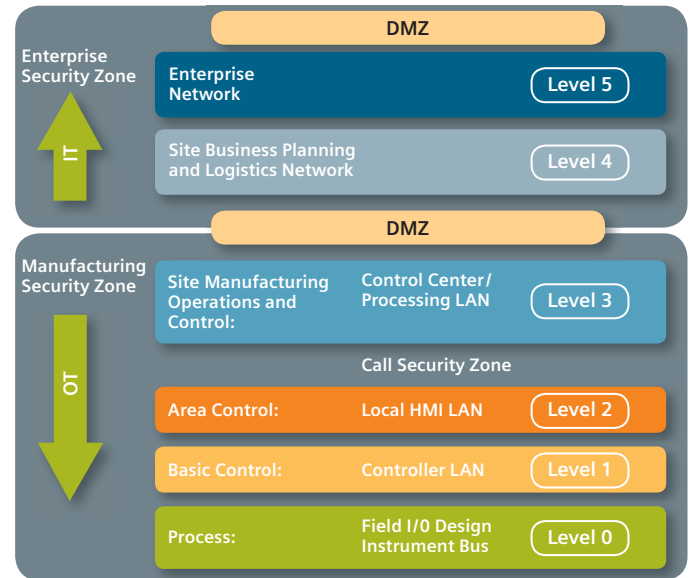 DMZ
Enterprise
Security Zone
Enterprise
Network
Level 5
IT
Site Business Planning
and Logistics Network
Level 4
DMZ
Manufacturing
Security Zone
Site Manufacturing
Operations and
Control:
Control Center/
Processing LAN
Level 3
OT
Call Security Zone
Area Control:
Local HMI LAN
Level 2
Basic Control:
Controller LAN
Level 1
Process:
Field I/0 Design
Instrument Bus
Level 0